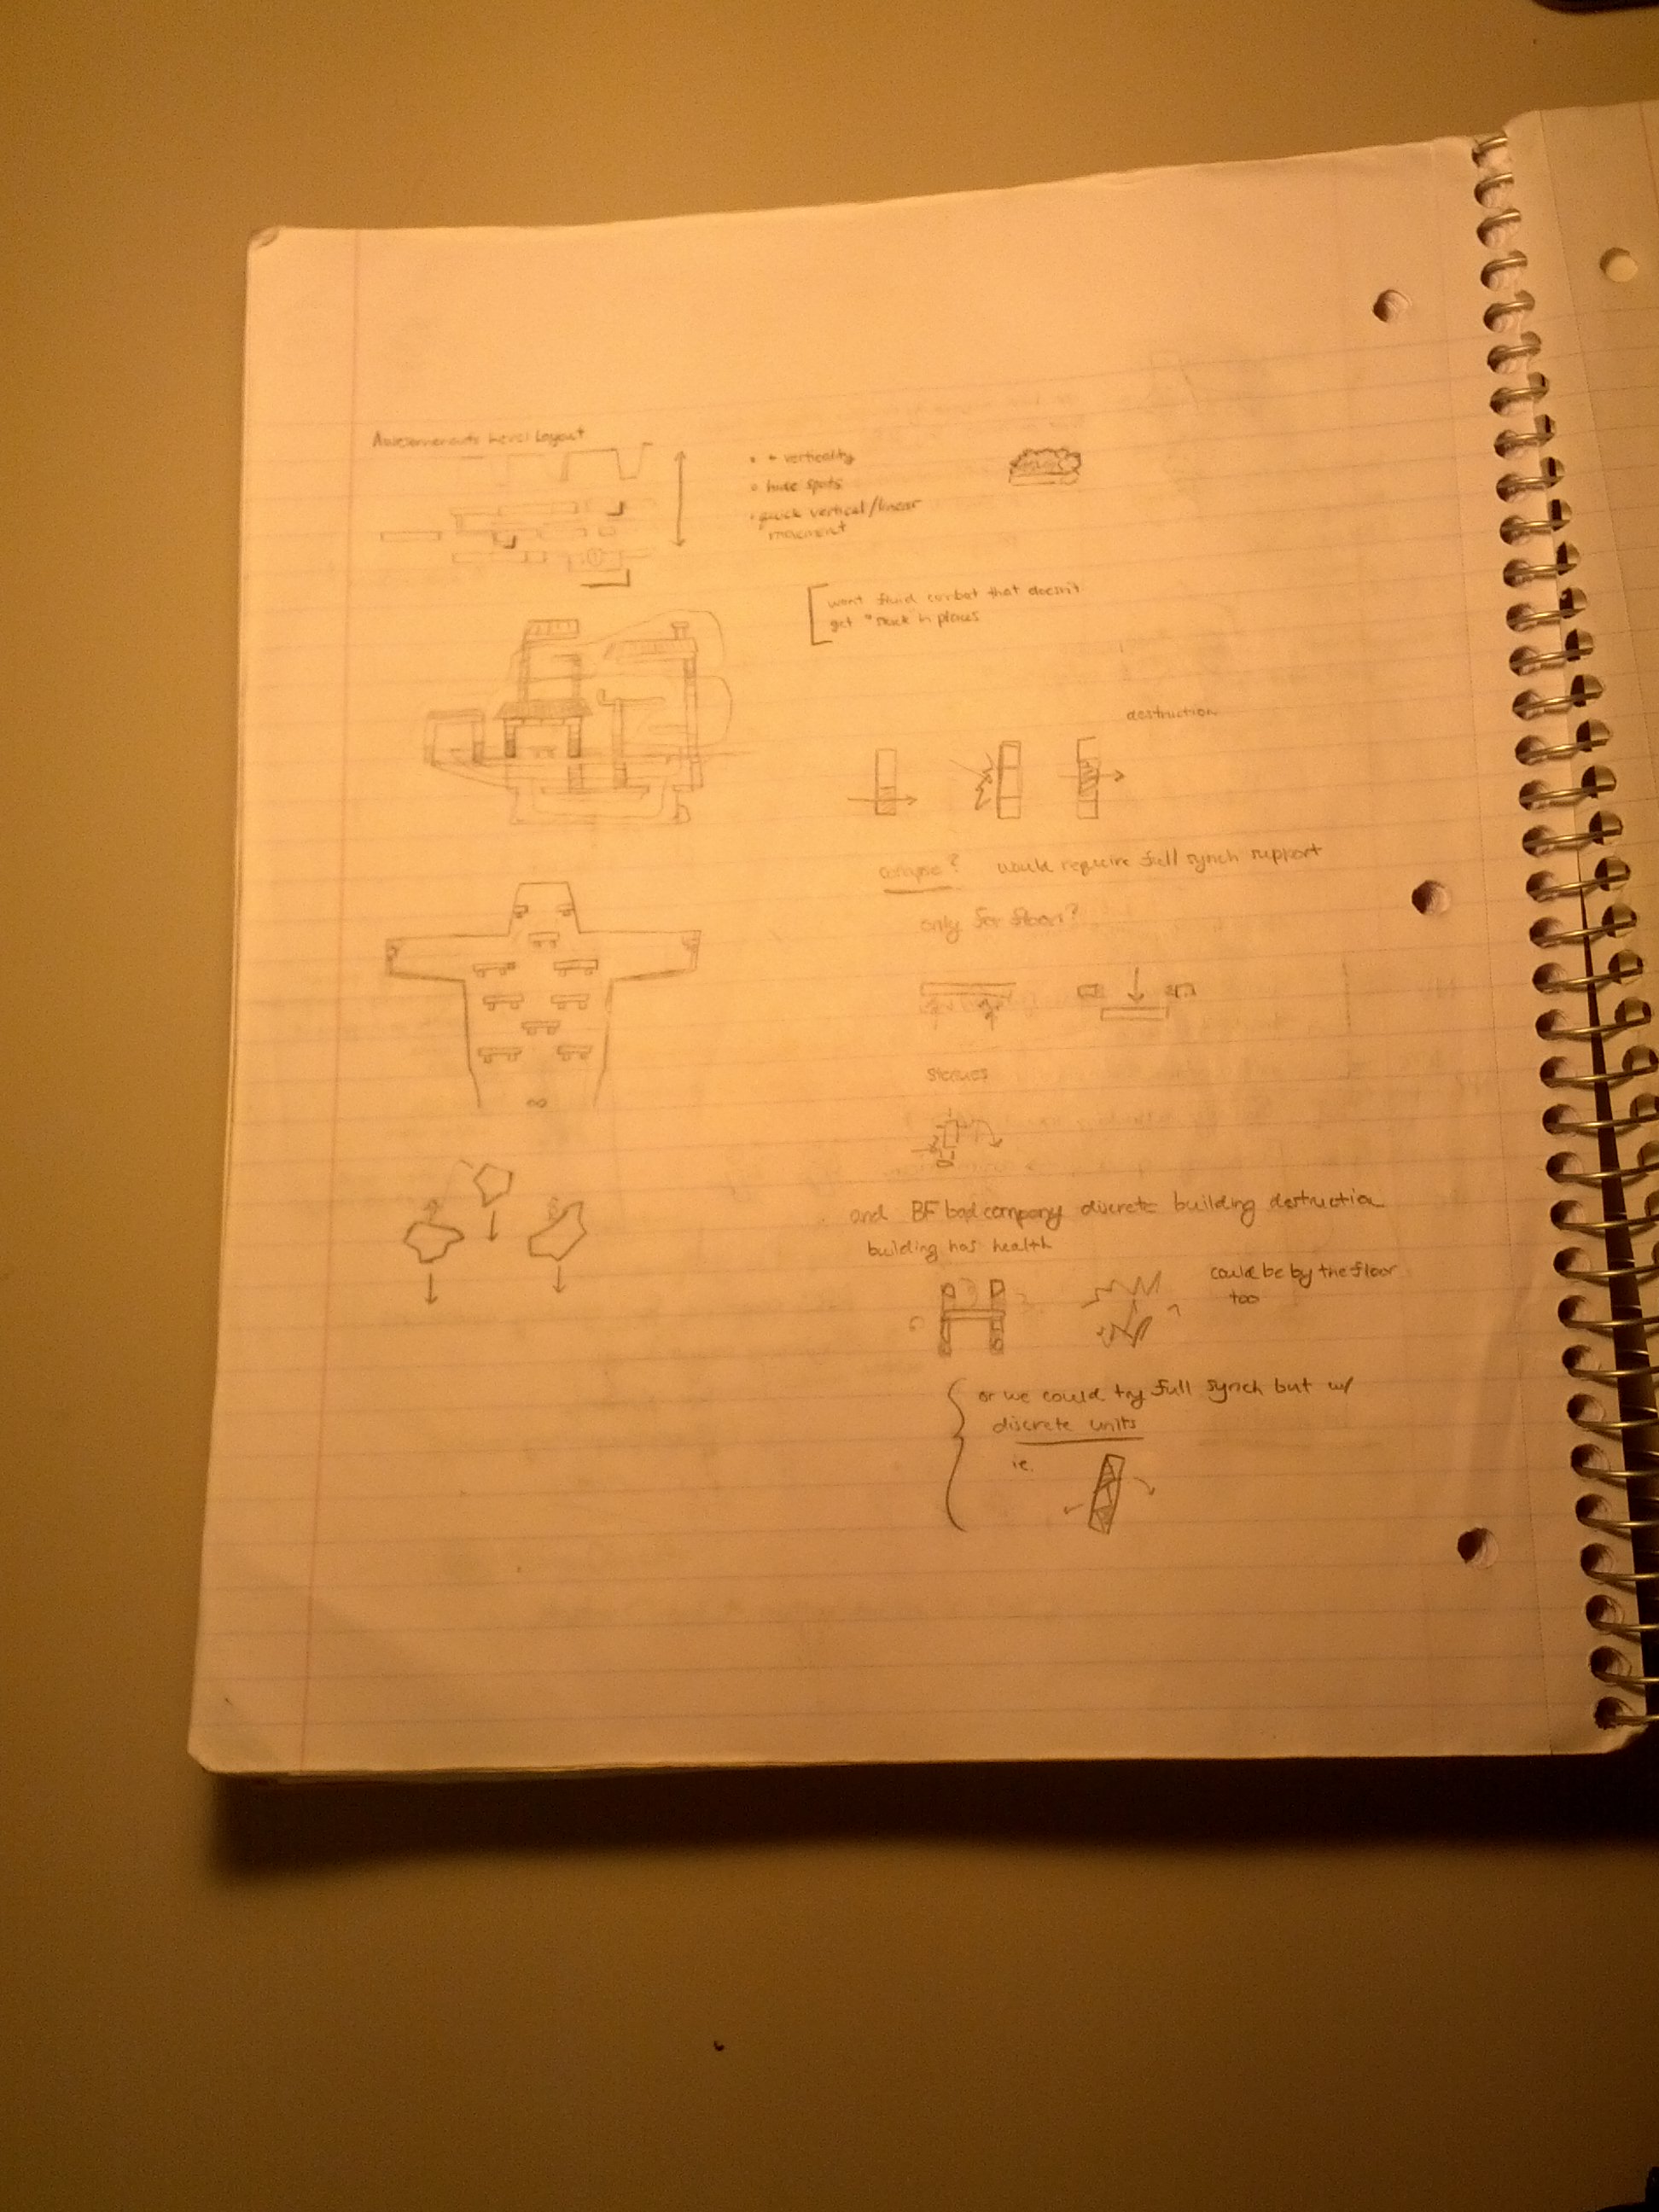 Awesomenauts Level Layout
+ verticality
hide spots
quick vertical/linear
movement
want fluid combat that doesn't
get "stuck in places
destruction
collapse? would require full synch support
only for floor?
statues
and BF bad company discrete building destruction
building has health
could be by the floor
too
or we could try full synch but w/
discrete units
ie.